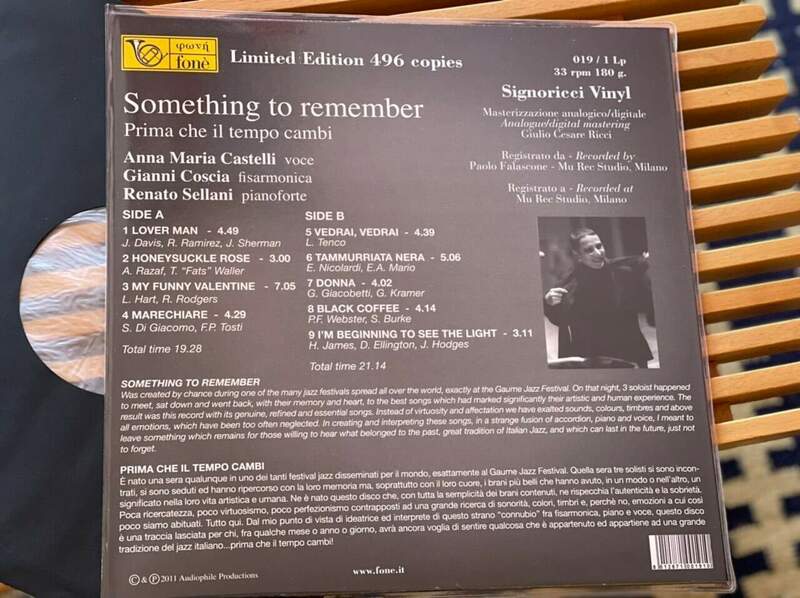 φωνή
fonè
Limited Edition 496 copies
019 / 1 Lp
33 rpm 180 g.
Signoricci Vinyl
Masterizzazione analogico/digitale
Analogue/digital mastering
Giulio Cesare Ricci
Registrato da - Recorded by
Paolo Falascone - Mu Rec Studio, Milano
Registrato a - Recorded at
Mu Rec Studio, Milano
Something to remember
Prima che il tempo cambi
Anna Maria Castelli voce
Gianni Coscia fisarmonica
Renato Sellani pianoforte
SIDE A
1 LOVER MAN - 4.49
J. Davis, R. Ramirez, J. Sherman
2 HONEYSUCKLE ROSE - 3.00
A. Razaf, T. "Fats" Waller
3 MY FUNNY VALENTINE - 7.05
L. Hart, R. Rodgers
4 MARECHIARE - 4.29
S. Di Giacomo, F.P. Tosti
Total time 19.28
SIDE B
5 VEDRAI, VEDRAI - 4.39
L. Tenco
6 TAMMURRIATA NERA - 5.06
E. Nicolardi, E.A. Mario
7 DONNA - 4.02
G. Giacobetti, G. Kramer
8 BLACK COFFEE - 4.14
P.F. Webster, S. Burke
9 I'M BEGINNING TO SEE THE LIGHT - 3.11
H. James, D. Ellington, J. Hodges
Total time 21.14
SOMETHING TO REMEMBER
Was created by chance during one of the many jazz festivals spread all over the world, exactly at the Gaume Jazz Festival. On that night, 3 soloist happened
to meet, sat down and went back, with their memory and heart, to the best songs which had marked significantly their artistic and human experience. The
result was this record with its genuine, refined and essential songs. Instead of virtuosity and affectation we have exalted sounds, colours, timbres and above
all emotions, which have been too often neglected. In creating and interpreting these songs, in a strange fusion of accordion, piano and voice, I meant to
leave something which remains for those willing to hear what belonged to the past, great tradition of Italian Jazz, and which can last in the future, just not
to forget.
PRIMA CHE IL TEMPO CAMBI
È nato una sera qualunque in uno dei tanti festival jazz disseminati per il mondo, esattamente al Gaume Jazz Festival. Quella sera tre solisti si sono incon-
trati, si sono seduti ed hanno ripercorso con la loro memoria ma, soprattutto con il loro cuore, i brani più belli che hanno avuto, in un modo o nell'altro, un
significato nella loro vita artistica e umana. Ne è nato questo disco che, con tutta la semplicità dei brani contenuti, ne rispecchia l'autenticità e la sobrietà.
Poca ricercatezza, poco virtuosismo, poco perfezionismo contrapposti ad una grande ricerca di sonorità, colori, timbri e, perchè no, emozioni a cui così
poco siamo abituati. Tutto qui. Dal mio punto di vista di ideatrice ed interprete di questo strano "connubio" fra fisarmonica, piano e voce, questo disco
è una traccia lasciata per chi, fra qualche mese o anno o giorno, avrà ancora voglia di sentire qualcosa che è appartenuto ed appartiene ad una grande
tradizione del jazz italiano...prima che il tempo cambi!
© & ℗ 2011 Audiophile Productions
www.fone.it